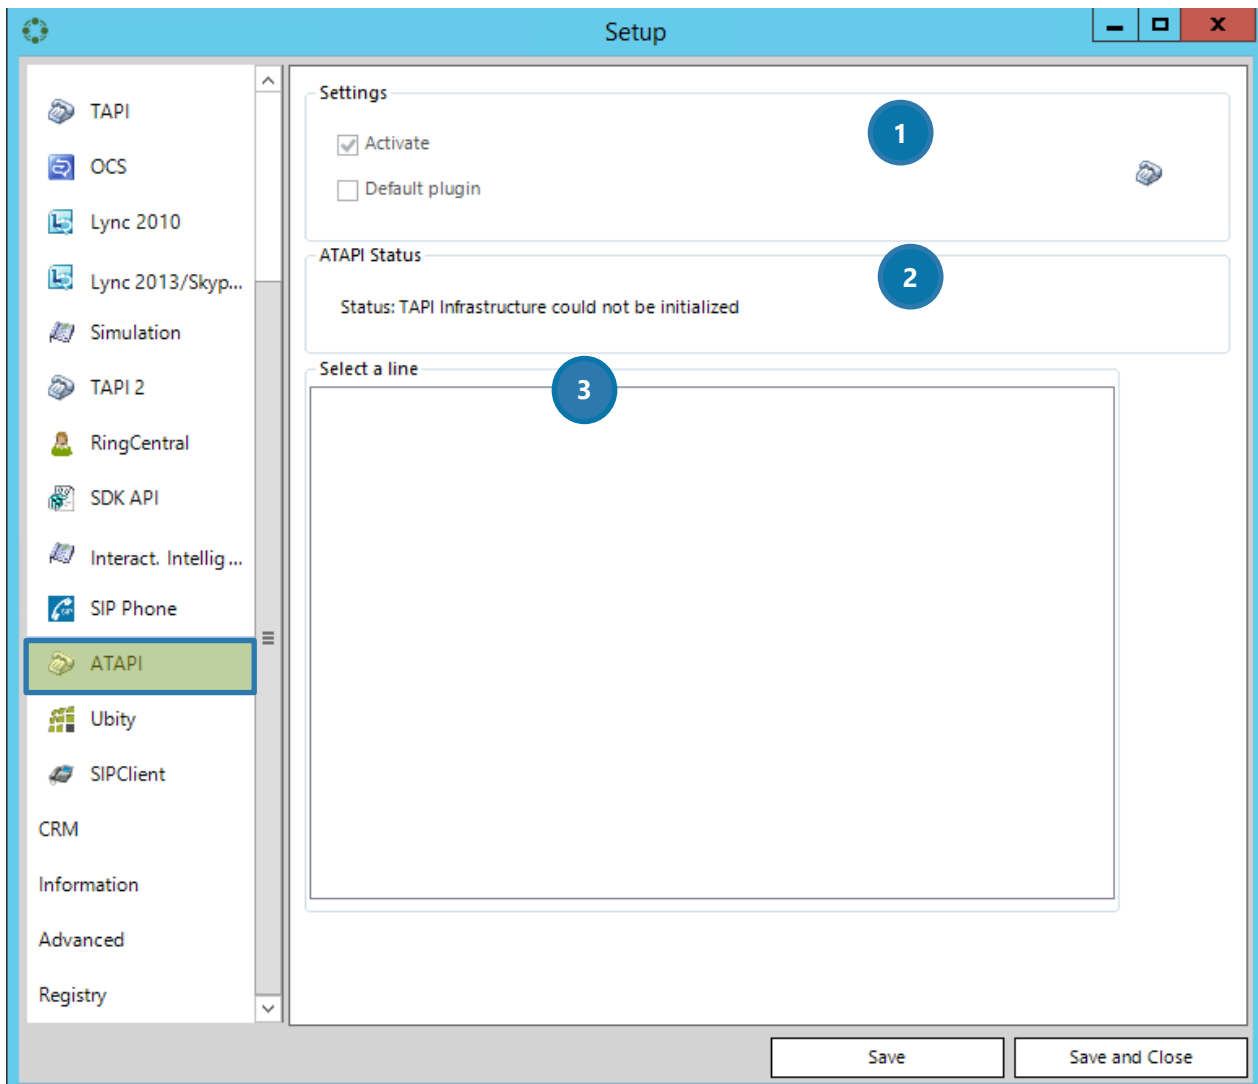 Setup
X
TAPI
OCS
Lync 2010
Lync 2013/Skyp...
Simulation
TAPI 2
RingCentral
SDK API
Interact. Intellig ...
SIP Phone
ATAPI
Ubity
SIPClient
CRM
Information
Advanced
Registry
Settings
1
Activate
Default plugin
ATAPI Status
2
Status: TAPI Infrastructure could not be initialized
Select a line
3
Save
Save and Close